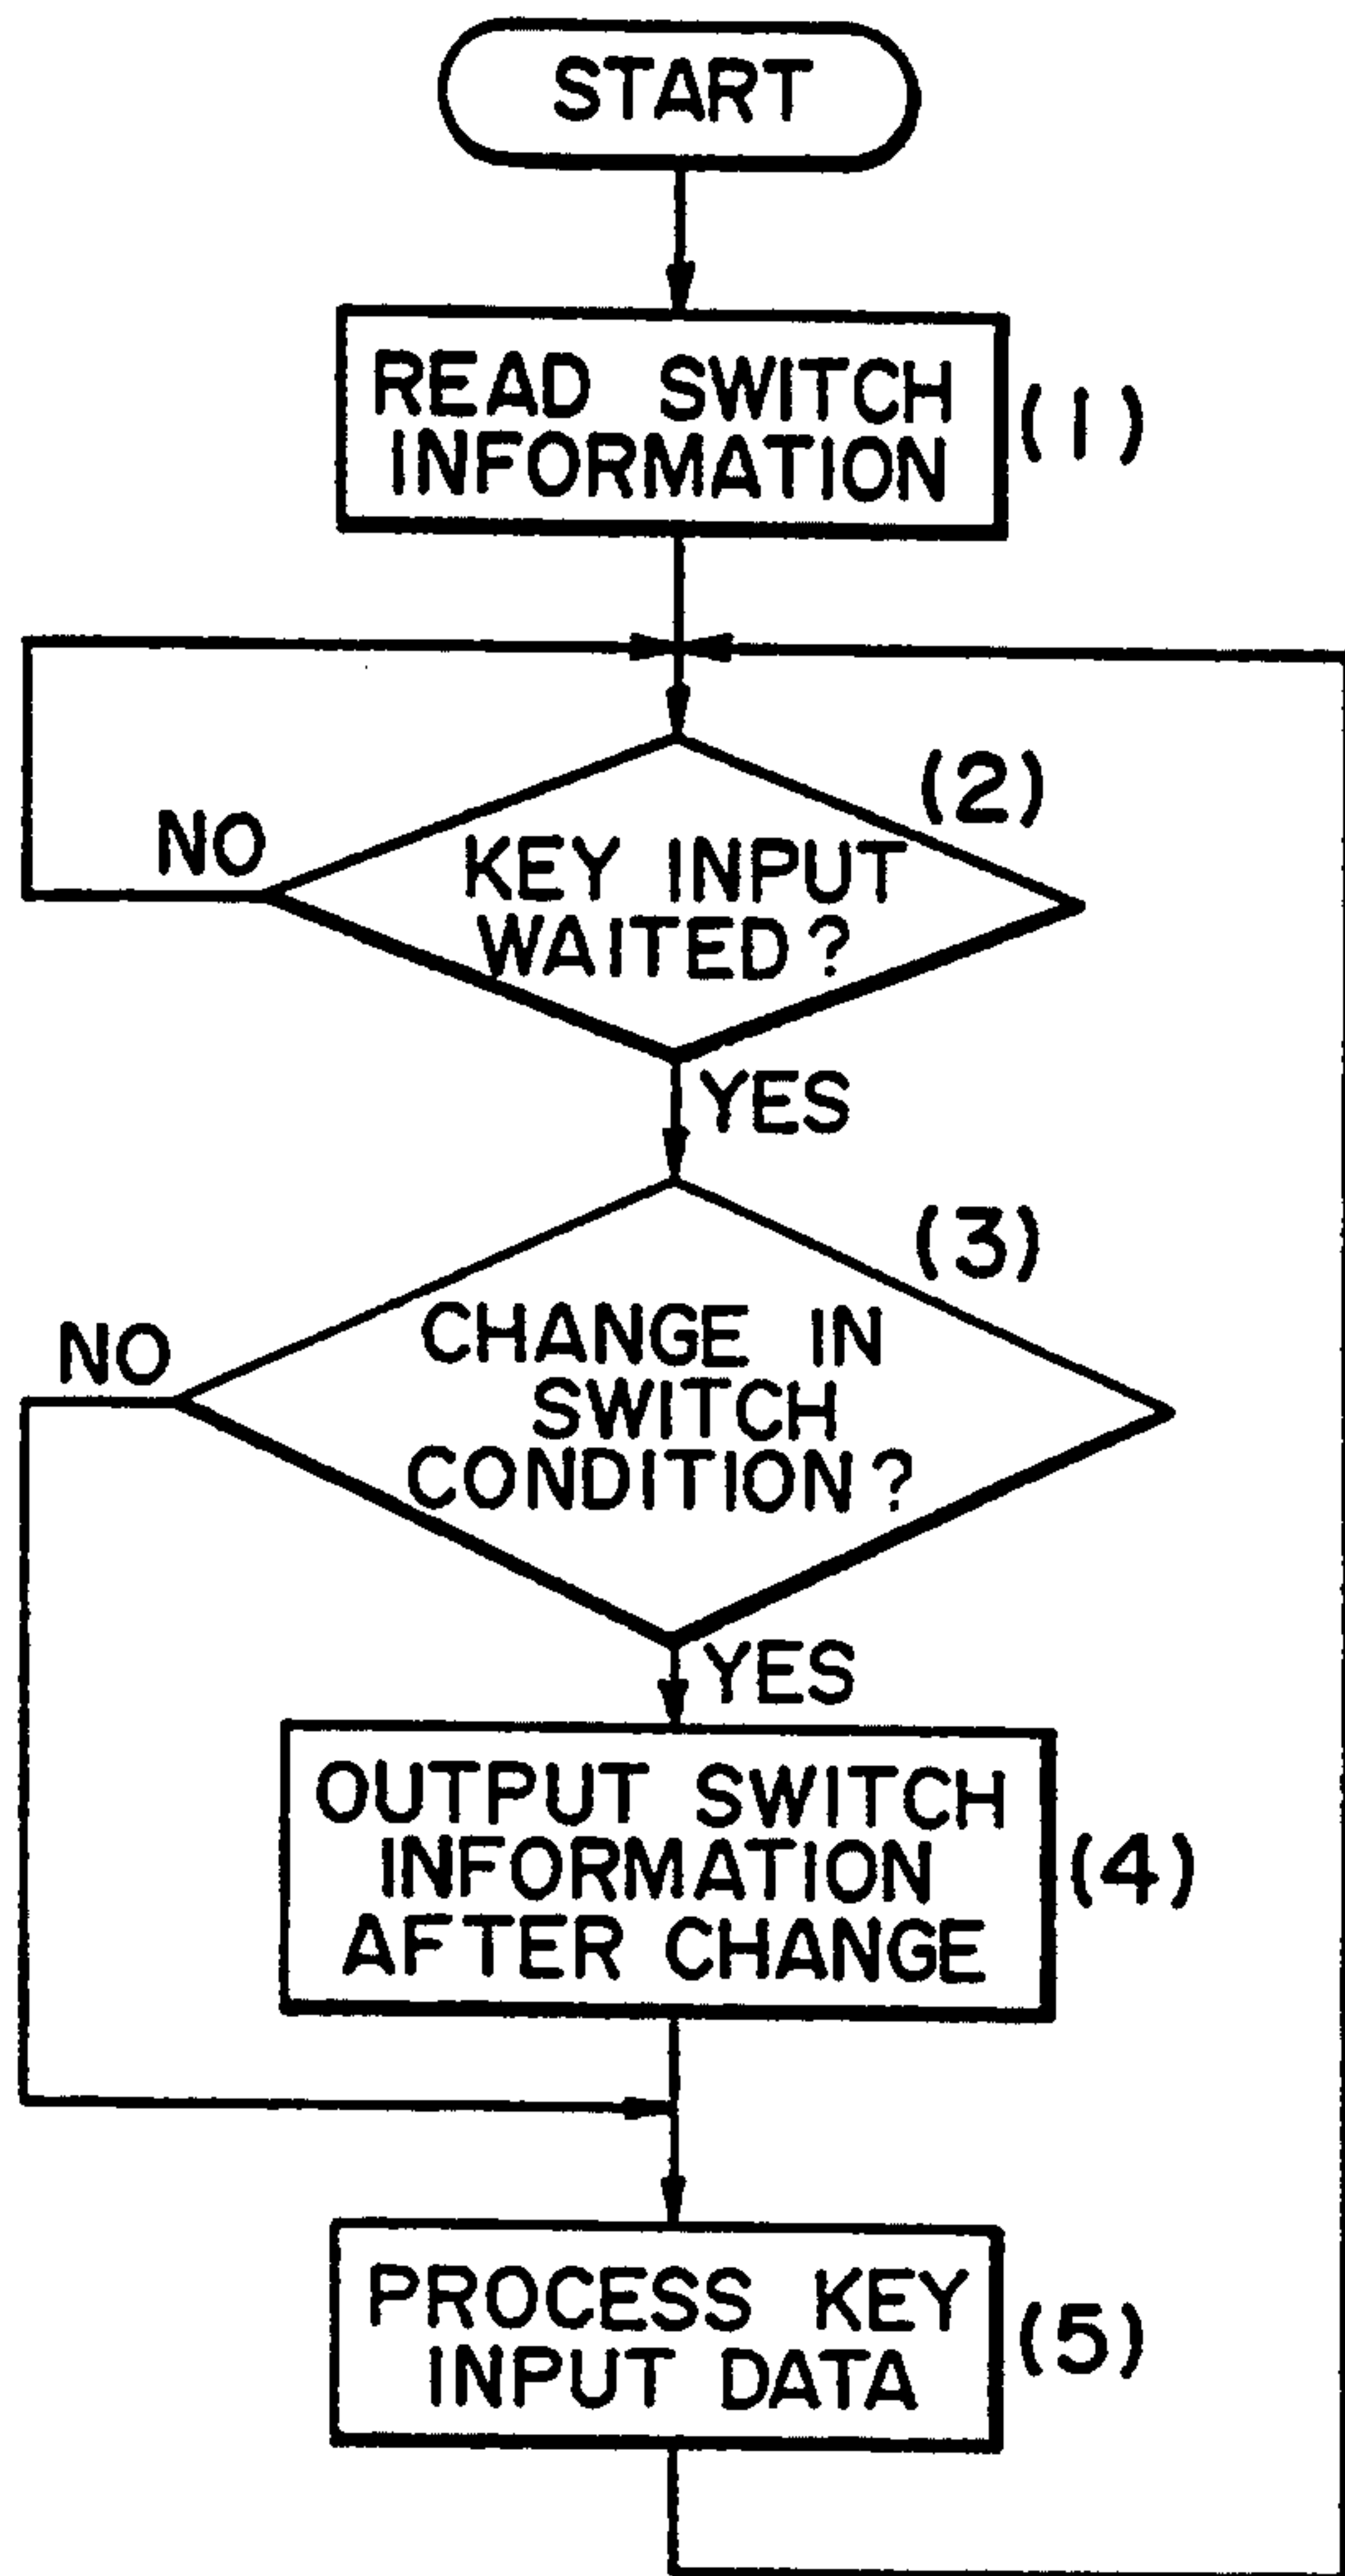 START
READ SWITCH
INFORMATION
(1)
(2)
NO
KEY INPUT
WAITED?
YES
(3)
NO
CHANGE IN
SWITCH
CONDITION?
YES
OUTPUT SWITCH
INFORMATION
AFTER CHANGE
(4)
PROCESS KEY
INPUT DATA
(5)